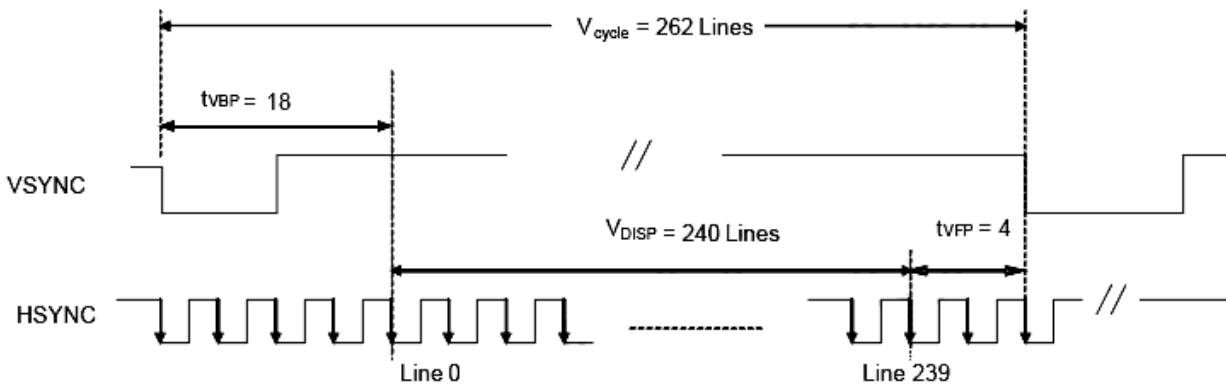 Vcycle = 262 Lines
tVBP = 18
VSYNC
//
VDISP = 240 Lines
tVFP = 4
HSYNC
//
Line 0
Line 239